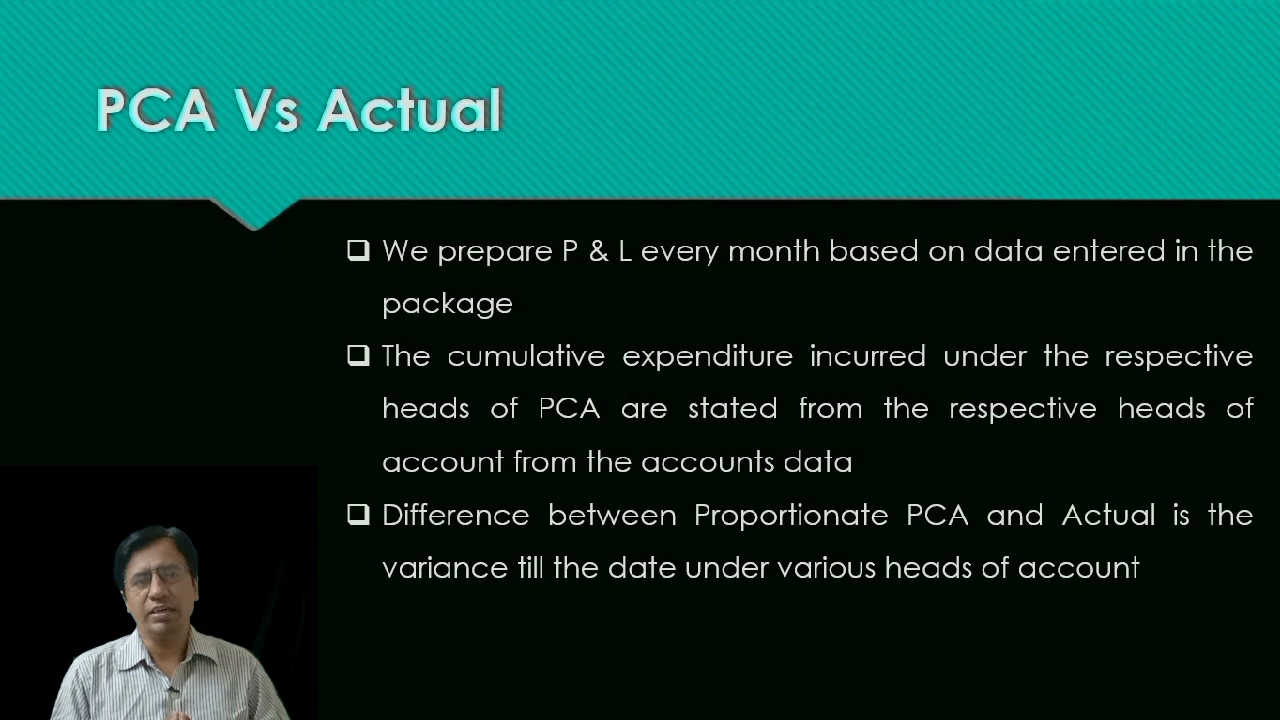 PCA Vs Actual
❑ We prepare P & L every month based on data entered in the
package
❑ The cumulative expenditure incurred under the respective
heads of PCA are stated from the respective heads of
account from the accounts data
❑ Difference between Proportionate PCA and Actual is the
variance till the date under various heads of account